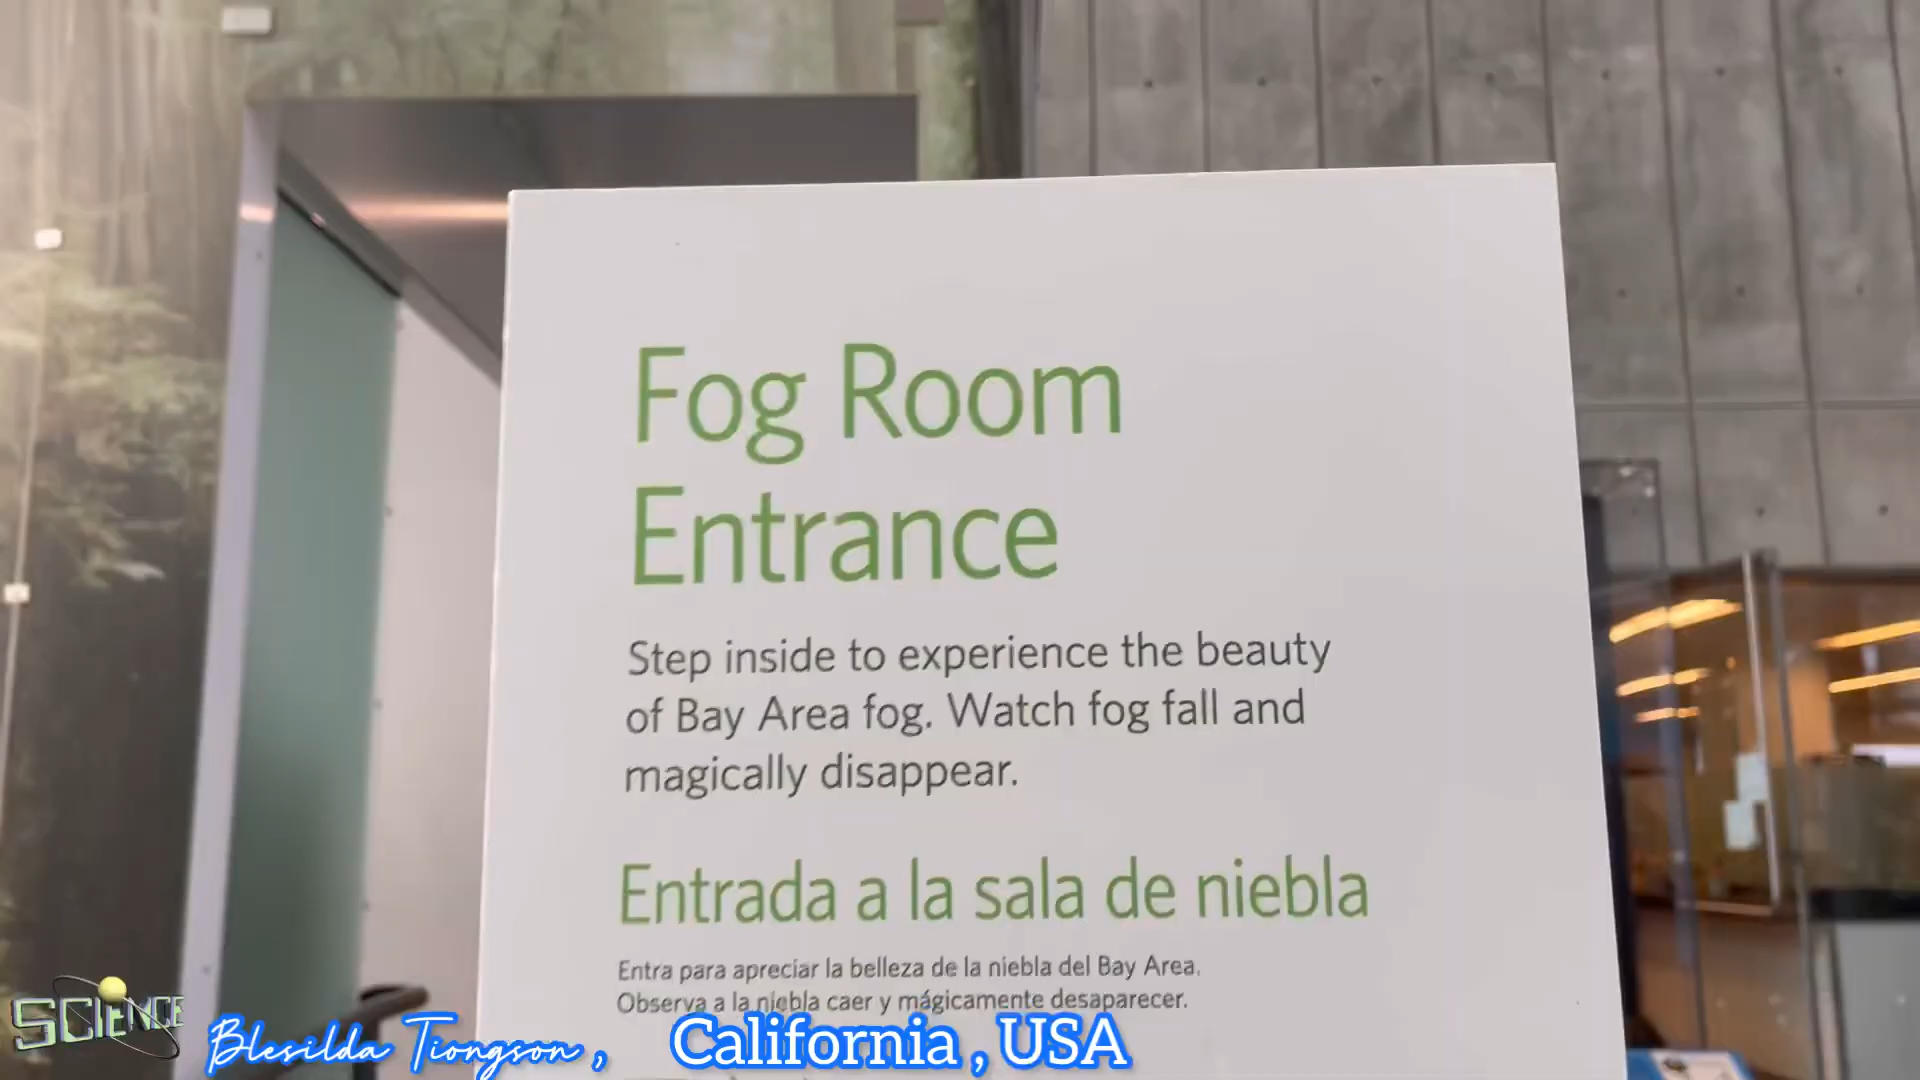 Fog Room
Entrance
Step inside to experience the beauty
of Bay Area fog. Watch fog fall and
magically disappear.
Entrada a la sala de niebla
Entra para apreciar la belleza de la niebla del Bay Area.
Observa a la niebla caer y mágicamente desaparecer.
SCIENCE
Blesilda Tiongson, California, USA